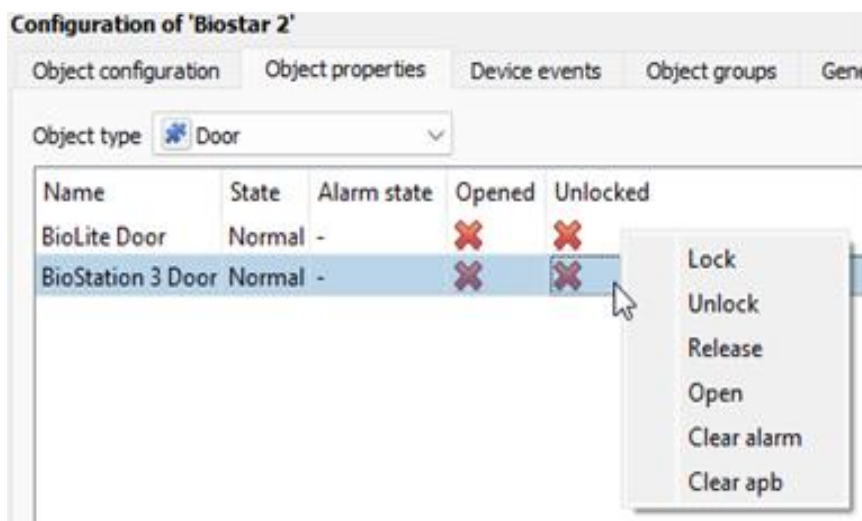 Configuration of 'Biostar 2'
Object configuration Object properties Device events Object groups Gene
Object type Door
Name State Alarm state Opened Unlocked
BioLite Door Normal -
BioStation 3 Door Normal -
Lock
Unlock
Release
Open
Clear alarm
Clear apb